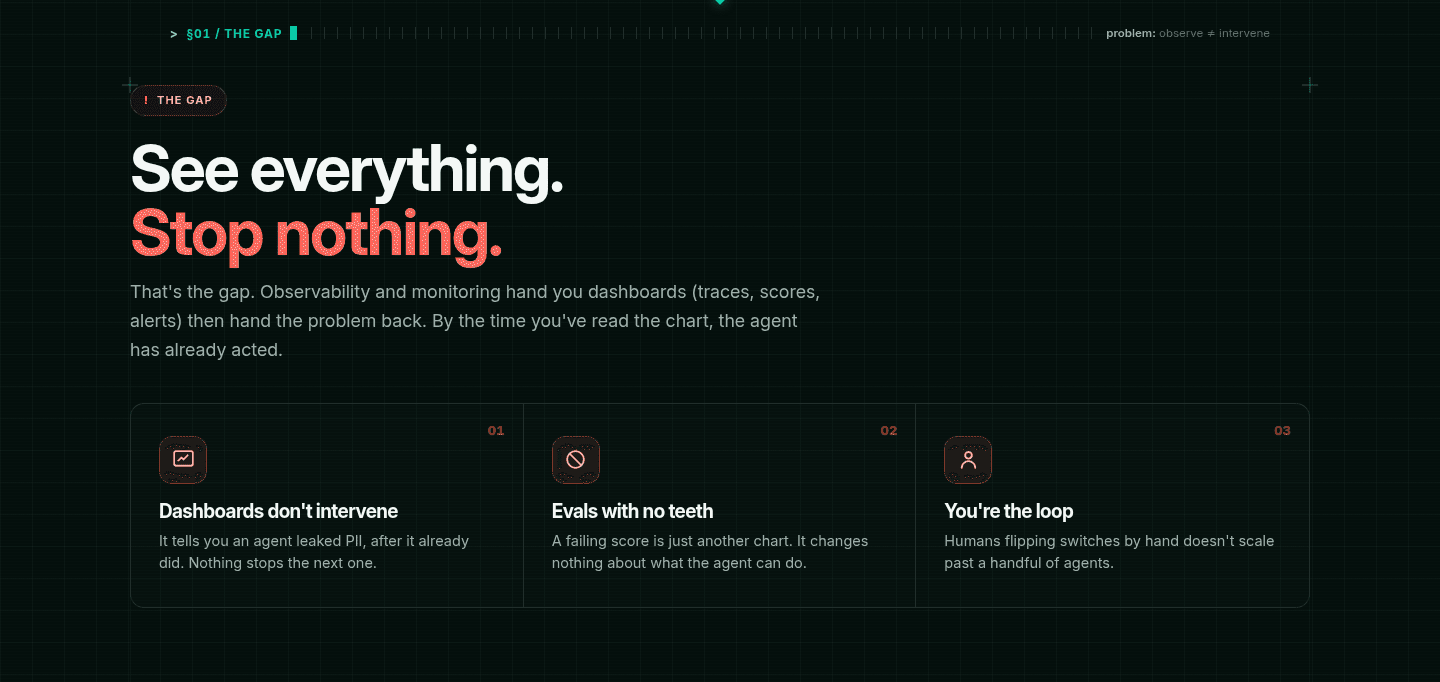 > §01 / THE GAP
problem: observe ≠ intervene
! THE GAP
See everything.
Stop nothing.
That's the gap. Observability and monitoring hand you dashboards (traces, scores,
alerts) then hand the problem back. By the time you've read the chart, the agent
has already acted.
01
Dashboards don't intervene
It tells you an agent leaked PII, after it already
did. Nothing stops the next one.
02
Evals with no teeth
A failing score is just another chart. It changes
nothing about what the agent can do.
03
You're the loop
Humans flipping switches by hand doesn't scale
past a handful of agents.